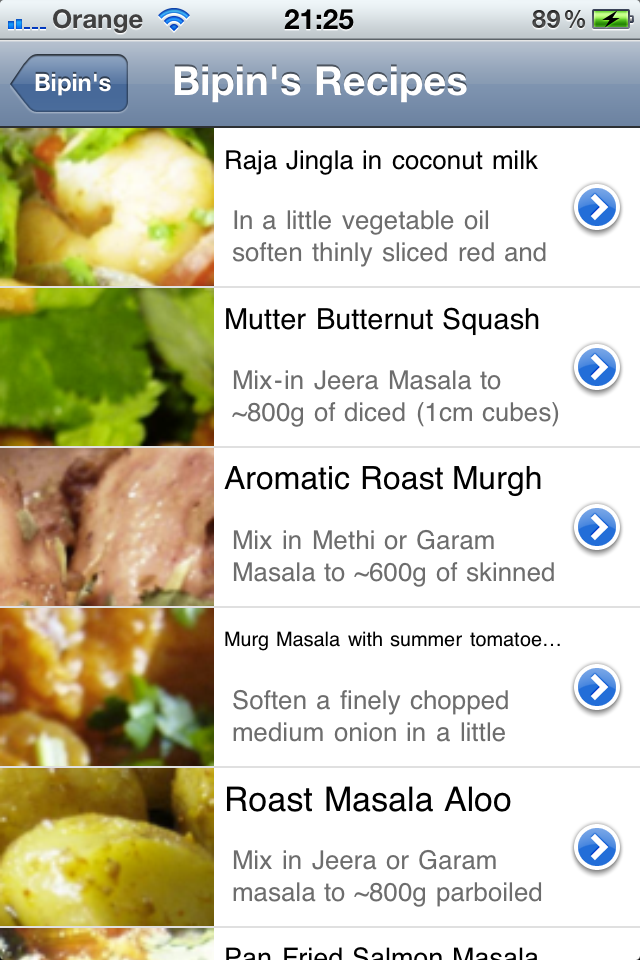 Orange 21:25 89%
Bipin's Bipin's Recipes
Raja Jingla in coconut milk
In a little vegetable oil
soften thinly sliced red and
Mutter Butternut Squash
Mix-in Jeera Masala to
~800g of diced (1cm cubes)
Aromatic Roast Murgh
Mix in Methi or Garam
Masala to ~600g of skinned
Murg Masala with summer tomatoe...
Soften a finely chopped
medium onion in a little
Roast Masala Aloo
Mix in Jeera or Garam
masala to ~800g parboiled
Pan Fried Salmon Masala